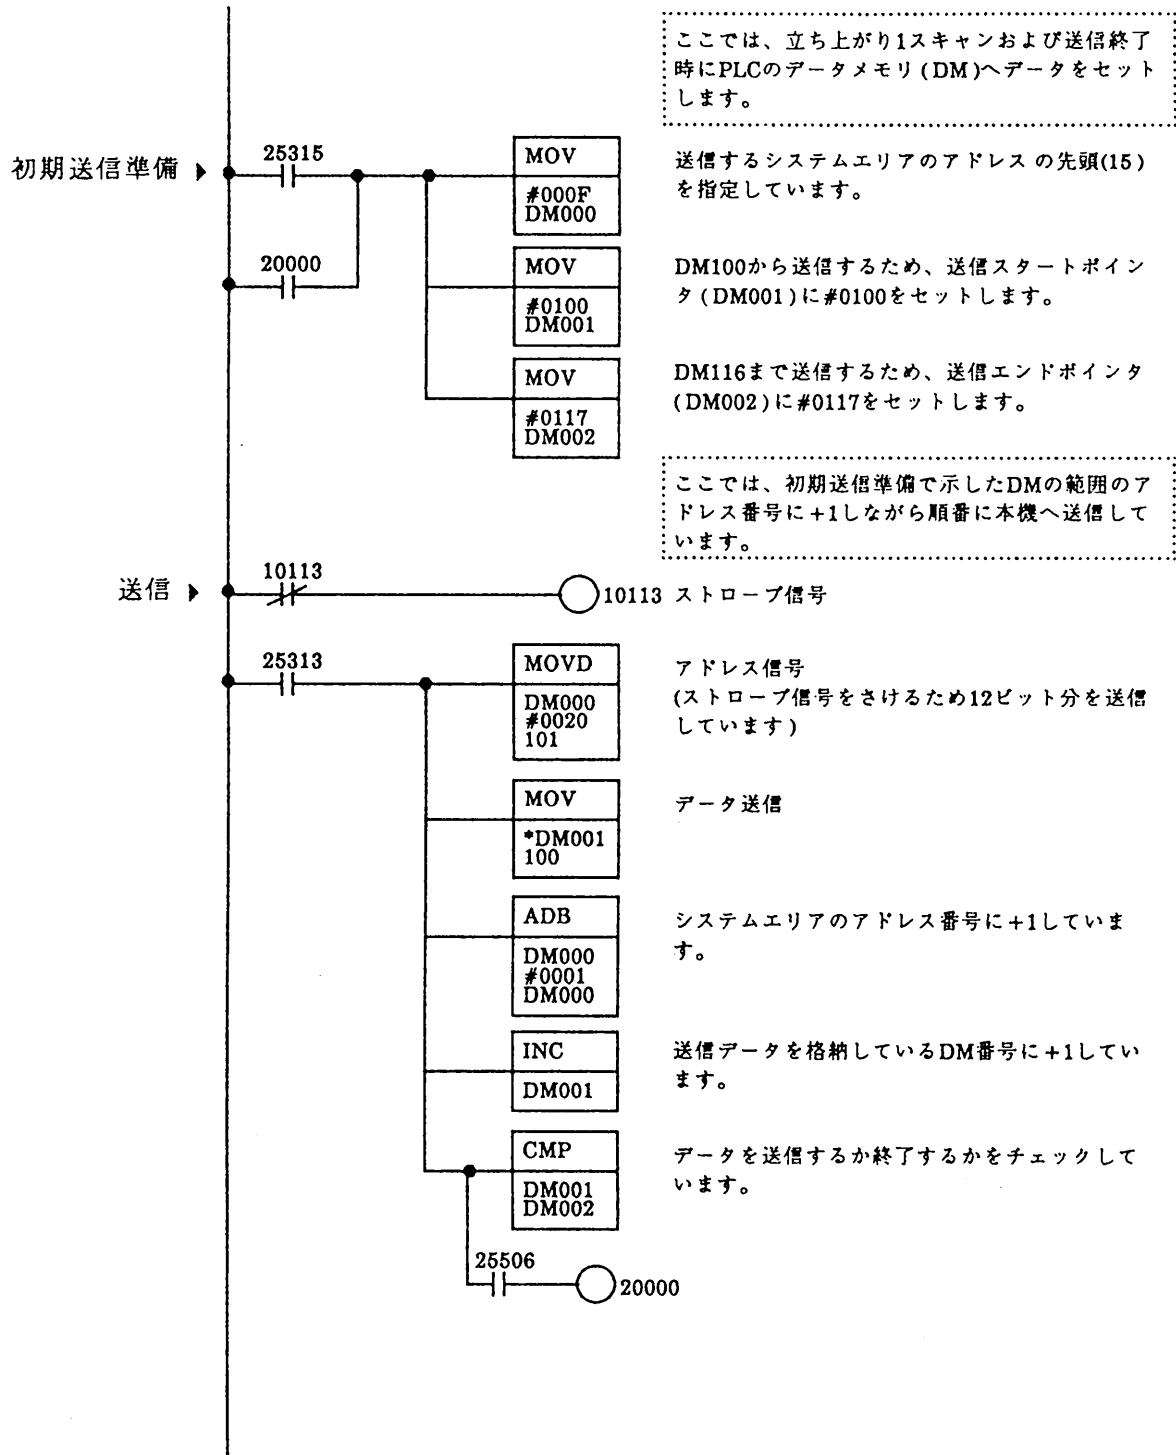 ここでは、立ち上がり1スキャンおよび送信終了
時にPLCのデータメモリ(DM)へデータをセット
します。
初期送信準備
25315
MOV
#000F
DM000
送信するシステムエリアのアドレスの先頭(15)
を指定しています。
20000
MOV
#0100
DM001
DM100から送信するため、送信スタートポイン
タ(DM001)に#0100をセットします。
MOV
#0117
DM002
DM116まで送信するため、送信エンドポインタ
(DM002)に#0117をセットします。
ここでは、初期送信準備で示したDMの範囲のア
ドレス番号に+1しながら順番に本機へ送信して
います。
送信
10113
10113 ストローブ信号
25313
MOVD
DM000
#0020
101
アドレス信号
(ストローブ信号をさけるため12ビット分を送信
しています)
MOV
*DM001
100
データ送信
ADB
DM000
#0001
DM000
システムエリアのアドレス番号に+1していま
す。
INC
DM001
送信データを格納しているDM番号に+1してい
ます。
CMP
DM001
DM002
データを送信するか終了するかをチェックして
います。
25506
20000